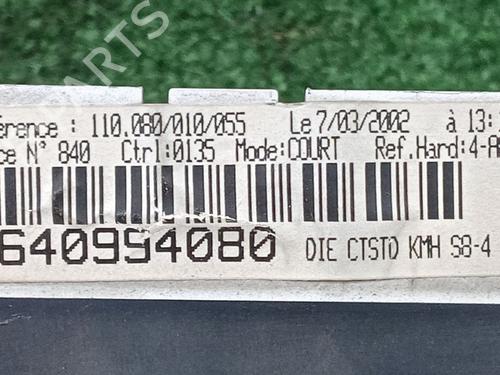 érence : 110.080/010/055 Le 7/03/2002 à 13:
ce N° 840 Ctrl:0135 Mode:COURT Ref.Hard:4-A
640994080 DIE CTSTD KMH S8-4
PARTS